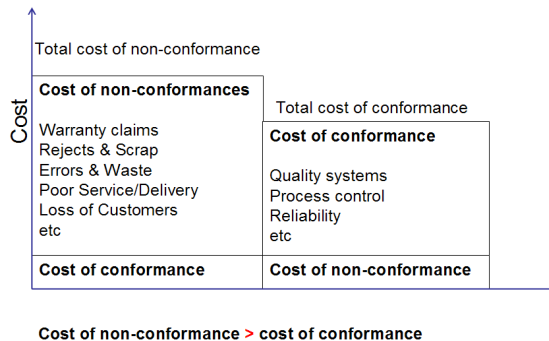 Total cost of non-conformance
Cost
Cost of non-conformances
Warranty claims
Rejects & Scrap
Errors & Waste
Poor Service/Delivery
Loss of Customers
etc
Cost of conformance
Total cost of conformance
Cost of conformance
Quality systems
Process control
Reliability
etc
Cost of non-conformance
Cost of non-conformance > cost of conformance